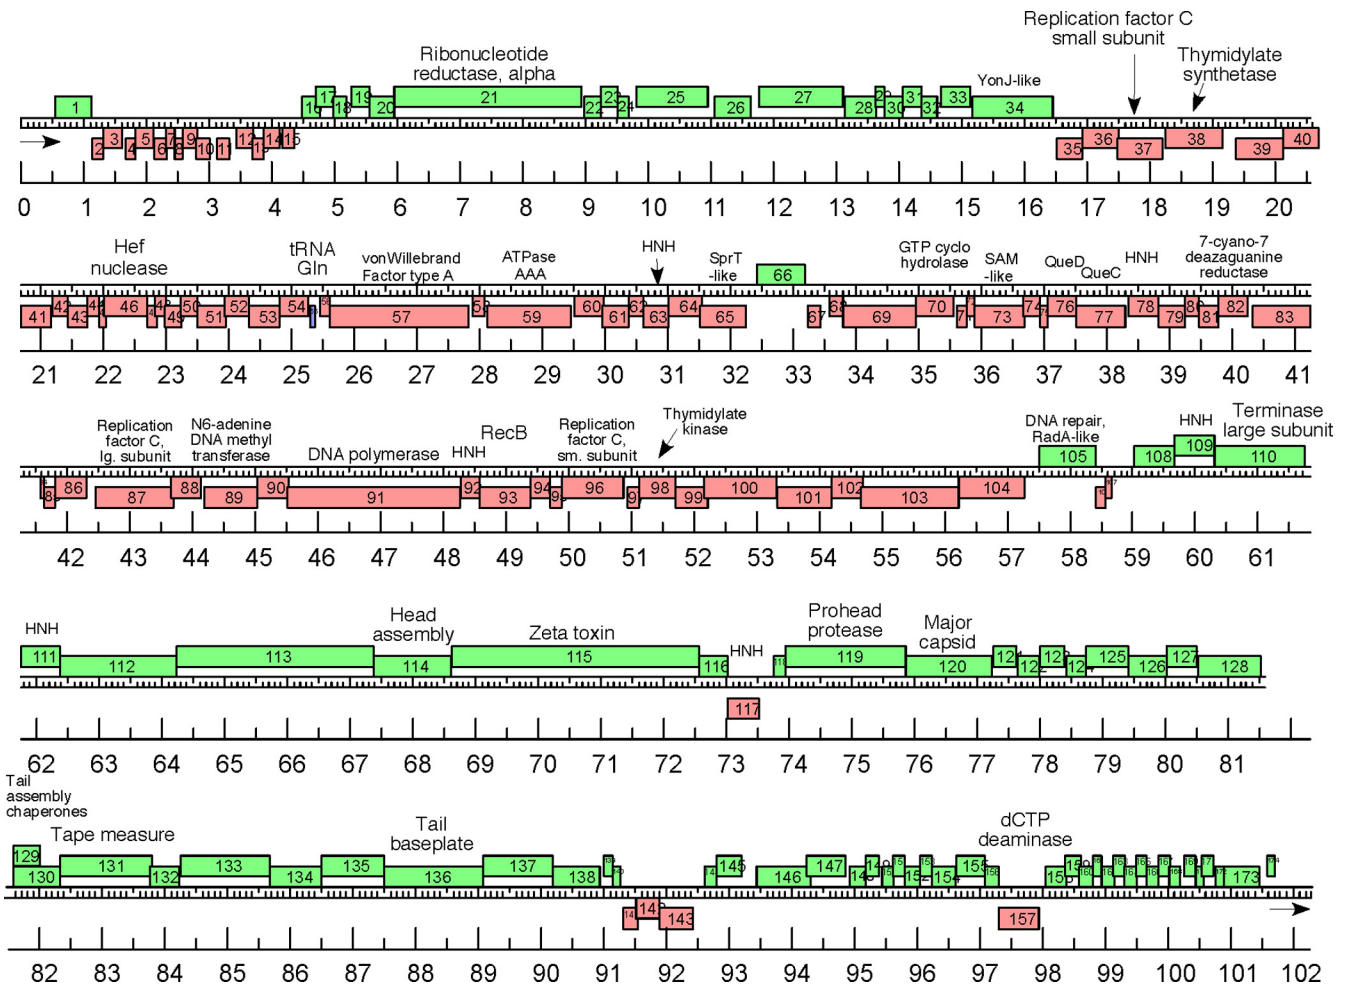 Replication factor C
small subunit
Ribonucleotide
reductase, alpha
Thymidylate
synthetase
YonJ-like
1 17 18 19 20 21 22 23 24 25 26 27 28 30 31 32 33 34
2 3 4 5 6 7 8 9 10 11 12 14 15 35 36 37 38 39 40
0 1 2 3 4 5 6 7 8 9 10 11 12 13 14 15 16 17 18 19 20
Hef
nuclease
tRNA
Gln
vonWillebrand
Factor type A
ATPase
AAA
HNH
SprT
-like
GTP cyclo
hydrolase
SAM
-like
QueD
QueC
HNH
7-cyano-7
deazaguanine
reductase
66
41 42 43 46 49 50 51 52 53 54 57 59 60 61 62 63 64 65 67 68 69 70 73 74 76 77 78 79 81 82 83
21 22 23 24 25 26 27 28 29 30 31 32 33 34 35 36 37 38 39 40 41
Replication
factor C,
lg. subunit
N6-adenine
DNA methyl
transferase
DNA polymerase
HNH
RecB
Replication
factor C,
sm. subunit
Thymidylate
kinase
DNA repair,
RadA-like
HNH
Terminase
large subunit
105 108 109 110
86 87 88 89 90 91 92 93 94 96 98 99 100 101 102 103 104
42 43 44 45 46 47 48 49 50 51 52 53 54 55 56 57 58 59 60 61
HNH
Head
assembly
Zeta toxin
HNH
Prohead
protease
Major
capsid
111 112 113 114 115 116 119 120 125 126 127 128
117
62 63 64 65 66 67 68 69 70 71 72 73 74 75 76 77 78 79 80 81
Tail
assembly
chaperones
Tape measure
Tail
baseplate
dCTP
deaminase
129 130 131 132 133 134 135 136 137 138 145 146 147 173
143 157
82 83 84 85 86 87 88 89 90 91 92 93 94 95 96 97 98 99 100 101 102